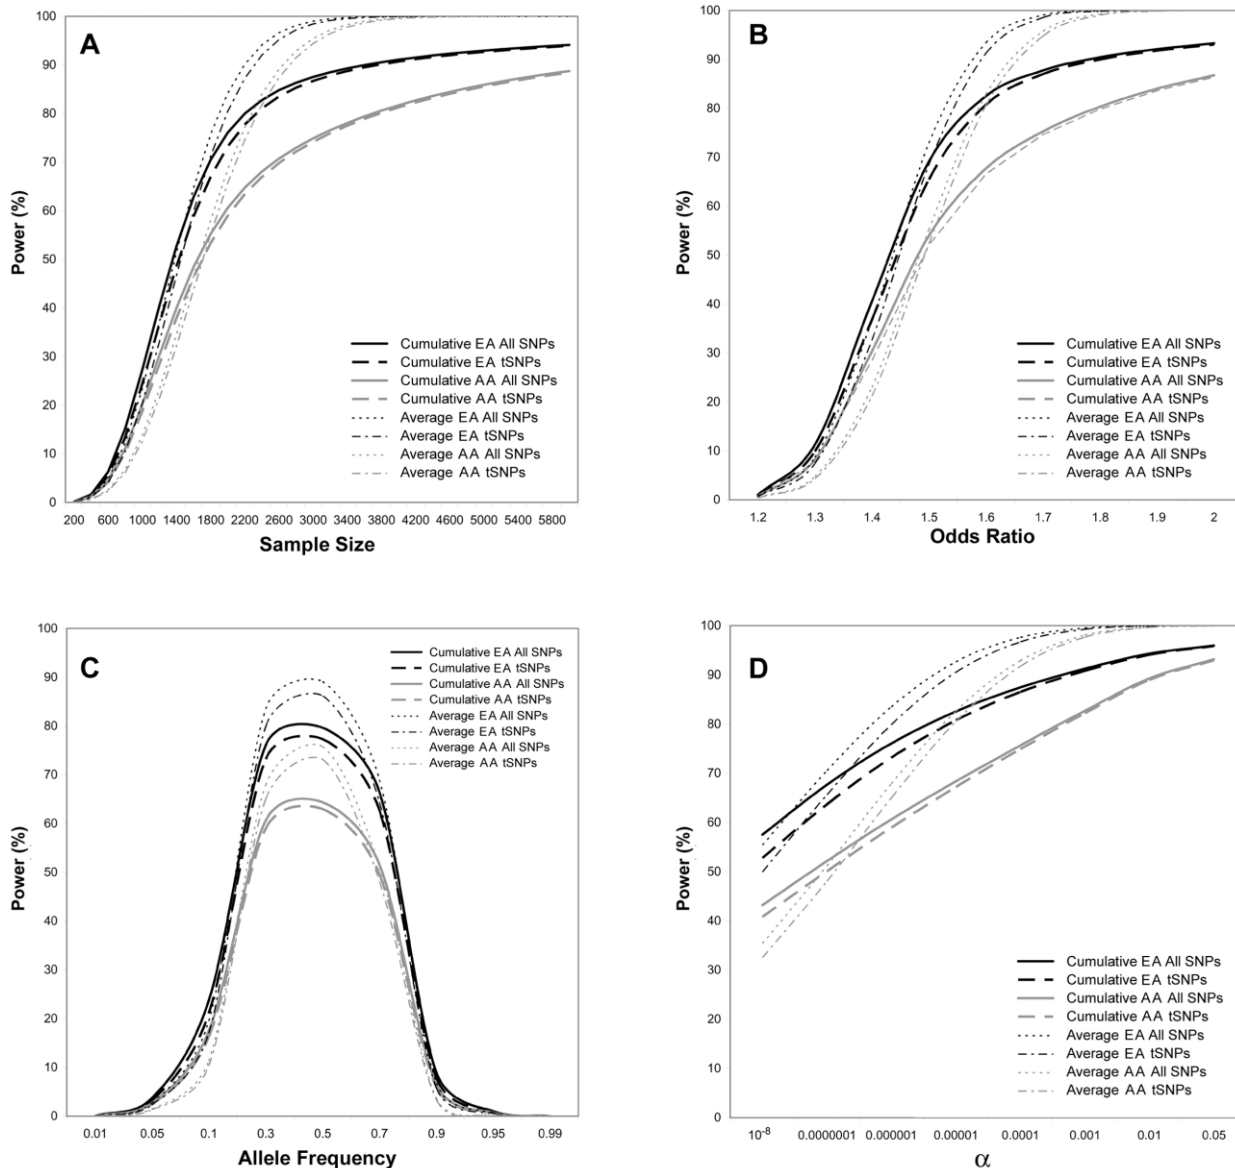 A
Power (%)
100
90
80
70
60
50
40
30
20
10
0
Cumulative EA All SNPs
Cumulative EA tSNPs
Cumulative AA All SNPs
Cumulative AA tSNPs
Average EA All SNPs
Average EA tSNPs
Average AA All SNPs
Average AA tSNPs
200 600 1000 1400 1800 2200 2600 3000 3400 3800 4200 4600 5000 5400 5800
Sample Size
B
Power (%)
100
90
80
70
60
50
40
30
20
10
0
Cumulative EA All SNPs
Cumulative EA tSNPs
Cumulative AA All SNPs
Cumulative AA tSNPs
Average EA All SNPs
Average EA tSNPs
Average AA All SNPs
Average AA tSNPs
1.2 1.3 1.4 1.5 1.6 1.7 1.8 1.9 2
Odds Ratio
C
Power (%)
100
90
80
70
60
50
40
30
20
10
0
Cumulative EA All SNPs
Cumulative EA tSNPs
Cumulative AA All SNPs
Cumulative AA tSNPs
Average EA All SNPs
Average EA tSNPs
Average AA All SNPs
Average AA tSNPs
0.01 0.05 0.1 0.3 0.5 0.7 0.9 0.95 0.99
Allele Frequency
D
Power (%)
100
90
80
70
60
50
40
30
20
10
0
Cumulative EA All SNPs
Cumulative EA tSNPs
Cumulative AA All SNPs
Cumulative AA tSNPs
Average EA All SNPs
Average EA tSNPs
Average AA All SNPs
Average AA tSNPs
10⁻⁸ 0.0000001 0.000001 0.00001 0.0001 0.001 0.01 0.05
α